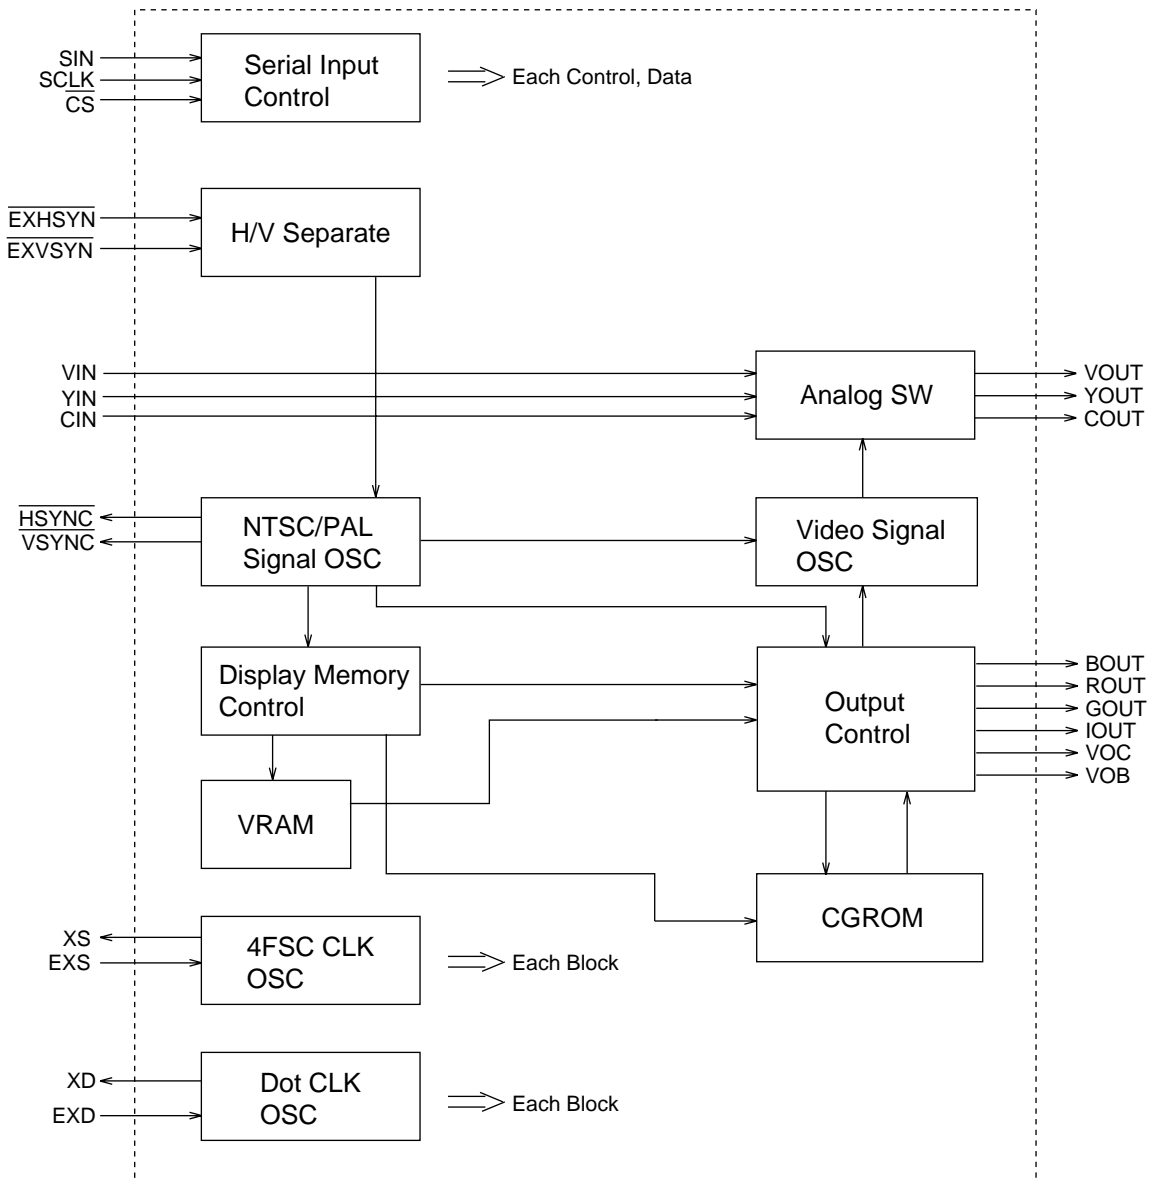 SIN
SCLK
CS
Serial Input
Control
Each Control, Data
EXHSYN
EXVSYN
H/V Separate
VIN
YIN
CIN
Analog SW
VOUT
YOUT
COUT
HSYNC
VSYNC
NTSC/PAL
Signal OSC
Video Signal
OSC
Display Memory
Control
Output
Control
BOUT
ROUT
GOUT
IOUT
VOC
VOB
VRAM
CGROM
XS
EXS
4FSC CLK
OSC
Each Block
XD
EXD
Dot CLK
OSC
Each Block